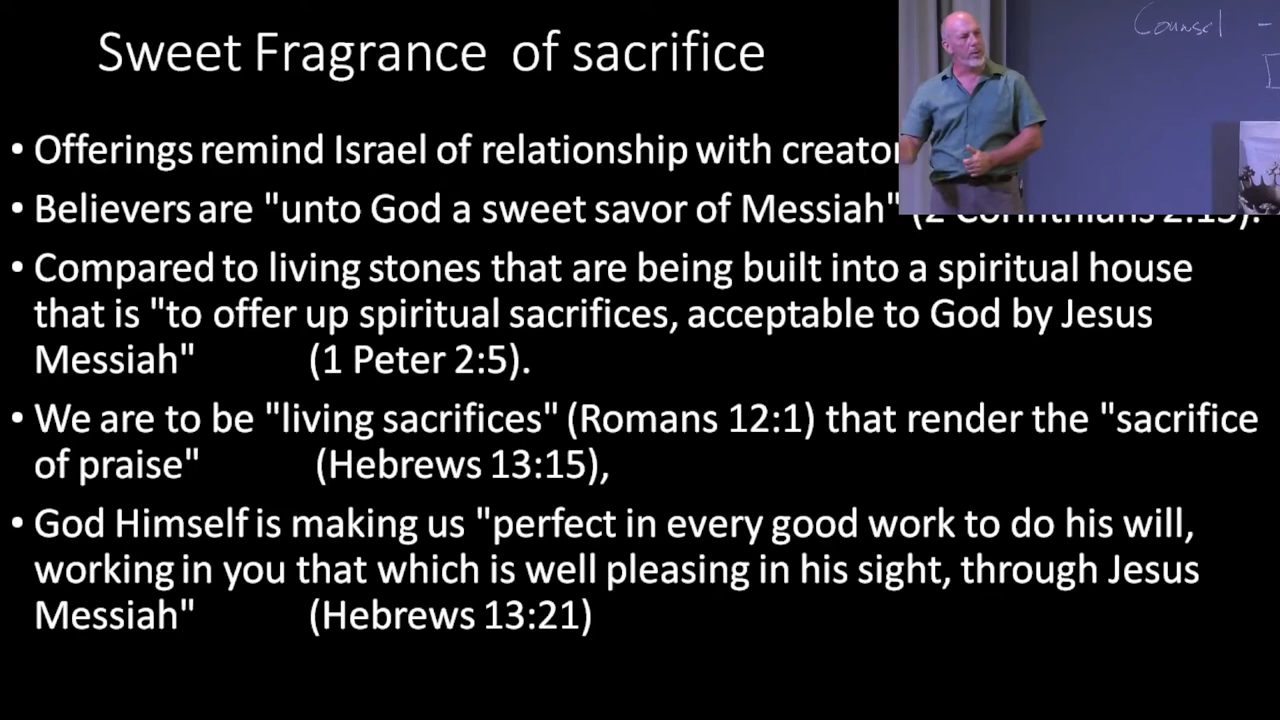 Sweet Fragrance of sacrifice
Counsel -
• Offerings remind Israel of relationship with creator
• Believers are "unto God a sweet savor of Messiah" (2 Corinthians 2:15).
• Compared to living stones that are being built into a spiritual house
that is "to offer up spiritual sacrifices, acceptable to God by Jesus
Messiah" (1 Peter 2:5).
• We are to be "living sacrifices" (Romans 12:1) that render the "sacrifice
of praise" (Hebrews 13:15),
• God Himself is making us "perfect in every good work to do his will,
working in you that which is well pleasing in his sight, through Jesus
Messiah" (Hebrews 13:21)